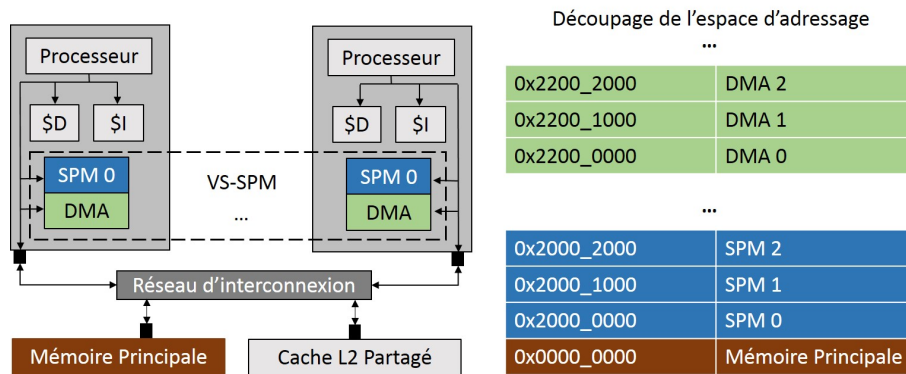 Processeur
$D
$I
SPM 0
DMA
VS-SPM
...
Processeur
$D
$I
SPM 0
DMA
Réseau d'interconnexion
Mémoire Principale
Cache L2 Partagé
Découpage de l'espace d'adressage
...
0x2200_2000 DMA 2
0x2200_1000 DMA 1
0x2200_0000 DMA 0
...
0x2000_2000 SPM 2
0x2000_1000 SPM 1
0x2000_0000 SPM 0
0x0000_0000 Mémoire Principale